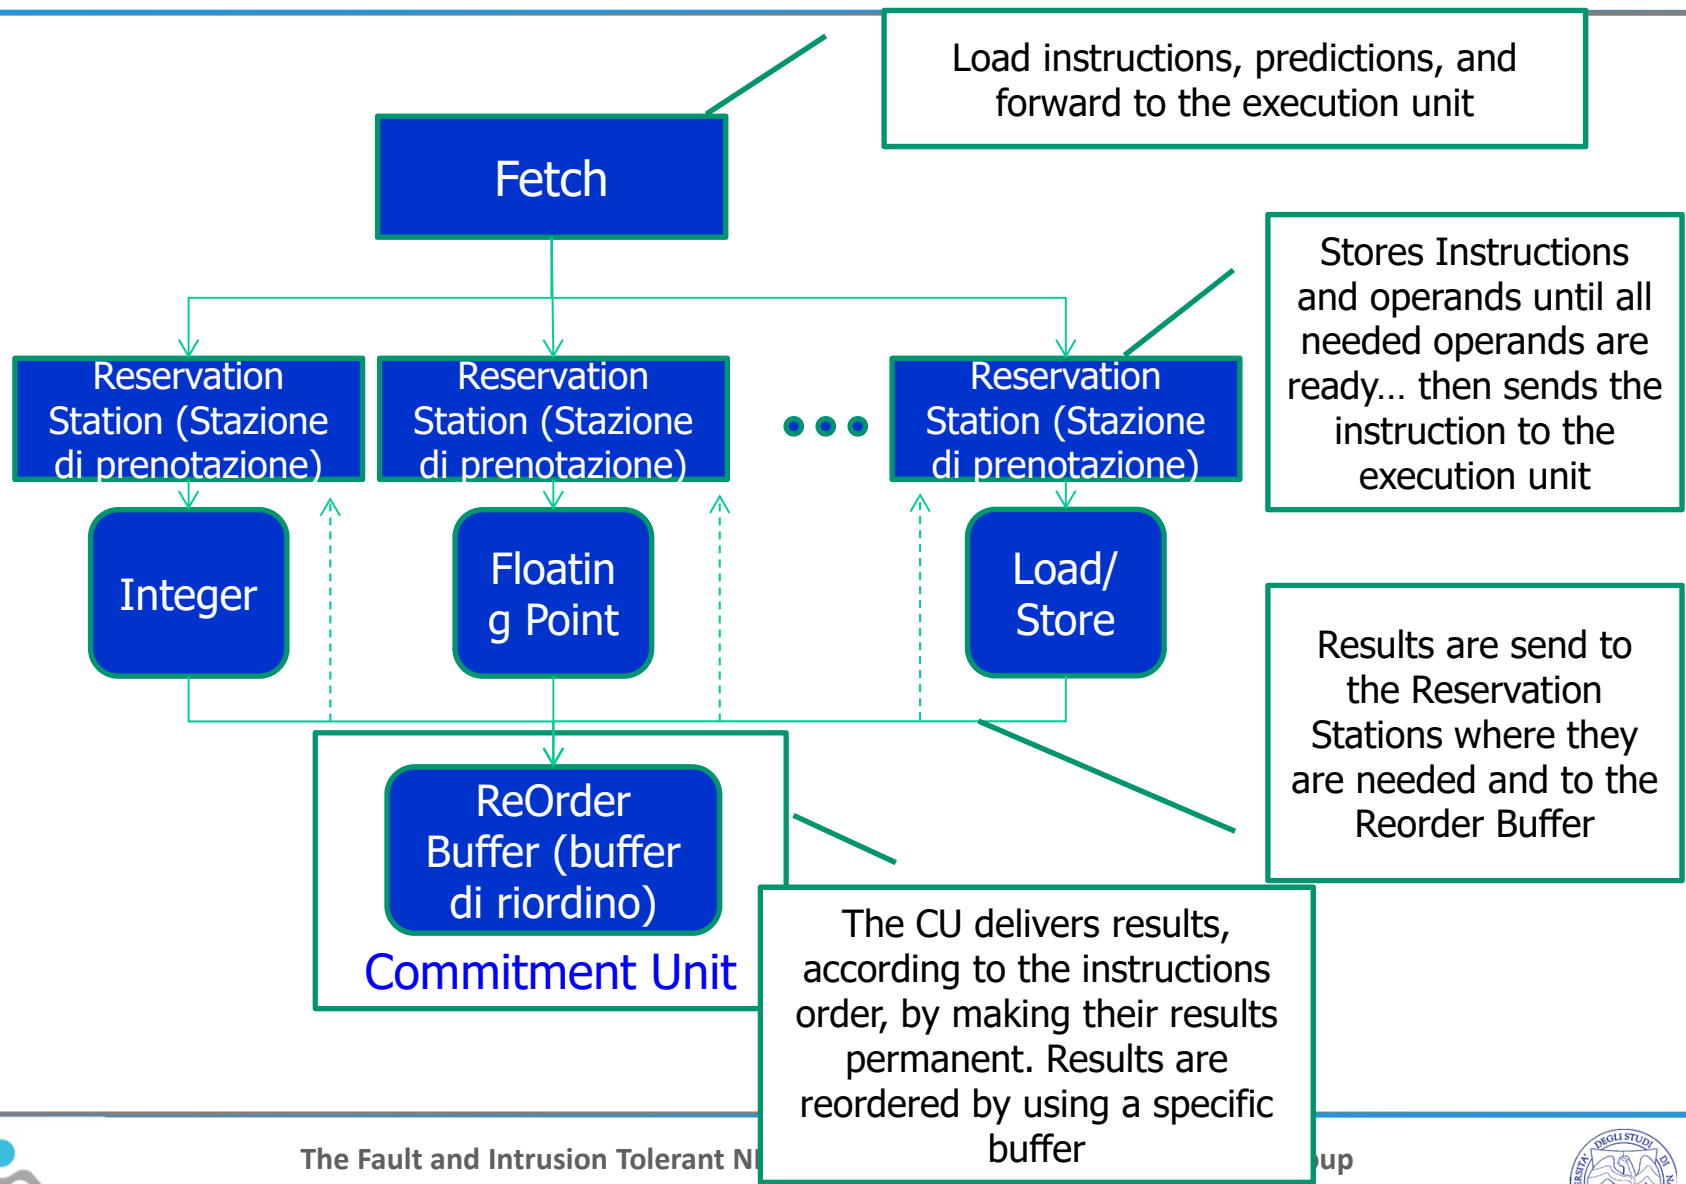 Load instructions, predictions, and
forward to the execution unit
Fetch
Stores Instructions
and operands until all
needed operands are
ready... then sends the
instruction to the
execution unit
Reservation
Station (Stazione
di prenotazione)
Reservation
Station (Stazione
di prenotazione)
Reservation
Station (Stazione
di prenotazione)
Integer
Floatin
g Point
Load/
Store
Results are send to
the Reservation
Stations where they
are needed and to the
Reorder Buffer
ReOrder
Buffer (buffer
di riordino)
Commitment Unit
The CU delivers results,
according to the instructions
order, by making their results
permanent. Results are
reordered by using a specific
buffer
The Fault and Intrusion Tolerant
DEGLI STUDI DI